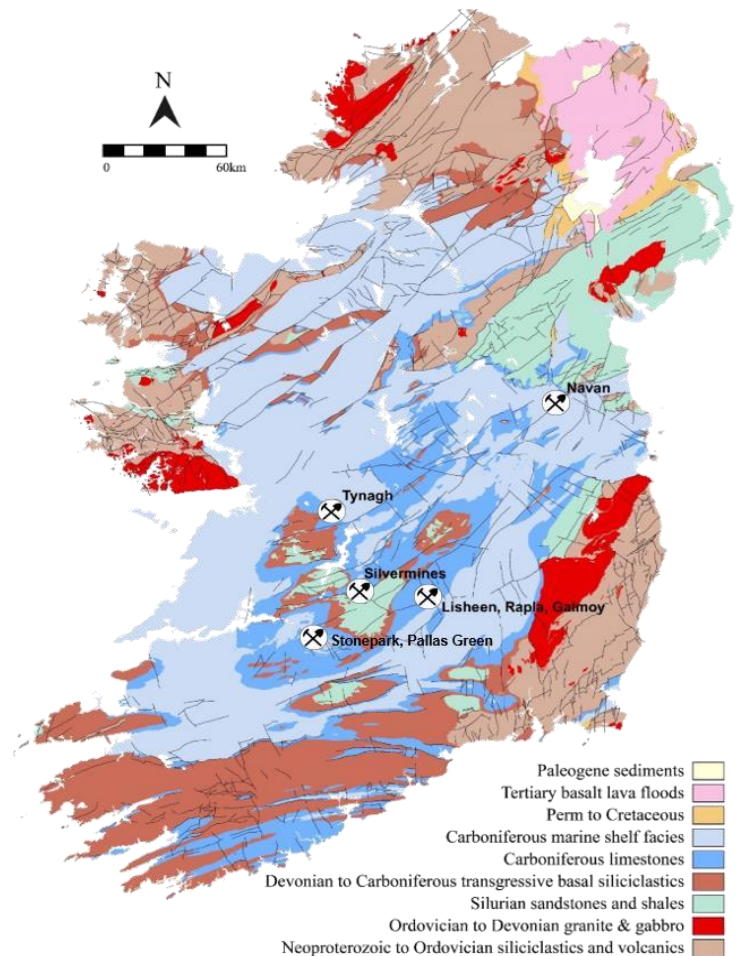 N
0 60km
Navan
Tynagh
Silvermines
Lisheen, Rapla, Galmoy
Stonepark, Pallas Green
Paleogene sediments
Tertiary basalt lava floods
Perm to Cretaceous
Carboniferous marine shelf facies
Carboniferous limestones
Devonian to Carboniferous transgressive basal siliciclastics
Silurian sandstones and shales
Ordovician to Devonian granite & gabbro
Neoproterozoic to Ordovician siliciclastics and volcanics